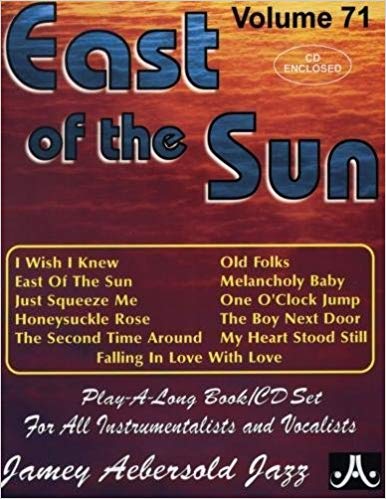 East
Volume 71
CD
ENCLOSED
of the
Sun
I Wish I Knew
East Of The Sun
Just Squeeze Me
Honeysuckle Rose
The Second Time Around
Old Folks
Melancholy Baby
One O'Clock Jump
The Boy Next Door
My Heart Stood Still
Falling In Love With Love
Play-A-Long Book/CD Set
For All Instrumentalists and Vocalists
Jamey Aebersold Jazz
JA